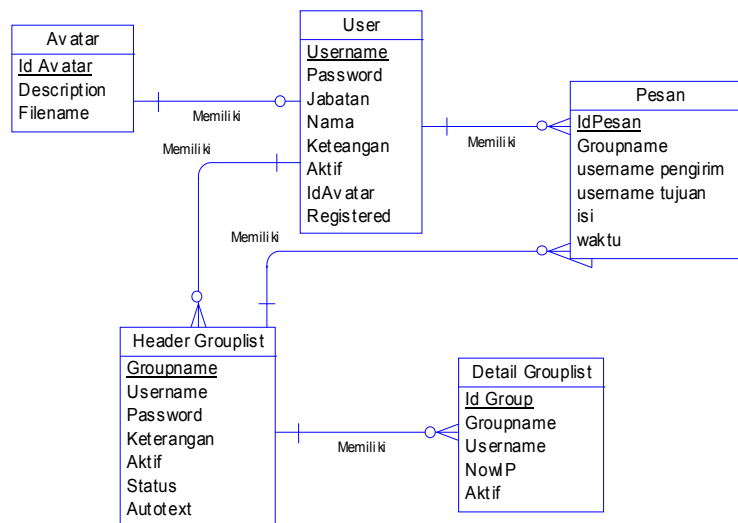 Avatar
Id Avatar
Description
Filename
Memiliki
User
Username
Password
Jabatan
Nama
Keteangan
Aktif
IdAvatar
Registered
Memiliki
Pesan
IdPesan
Groupname
username pengirim
username tujuan
isi
waktu
Memiliki
Memiliki
Header Grouplist
Groupname
Username
Password
Keterangan
Aktif
Status
Autotext
Memiliki
Detail Grouplist
Id Group
Groupname
Username
NowIP
Aktif